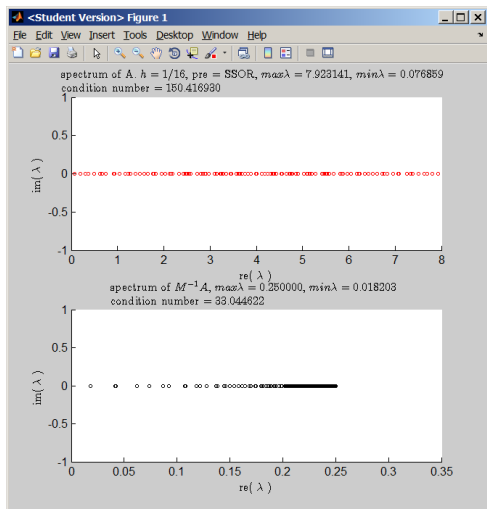 <Student Version> Figure 1
File Edit View Insert Tools Desktop Window Help
spectrum of A. h = 1/16, pre = SSOR, maxλ = 7.923141, minλ = 0.076859
condition number = 150.416930
1
0.5
0
-0.5
-1
im( λ )
0 1 2 3 4 5 6 7 8
re( λ )
spectrum of M⁻¹A, maxλ = 0.250000, minλ = 0.018203
condition number = 33.044622
1
0.5
0
-0.5
-1
im( λ )
0 0.05 0.1 0.15 0.2 0.25 0.3 0.35
re( λ )